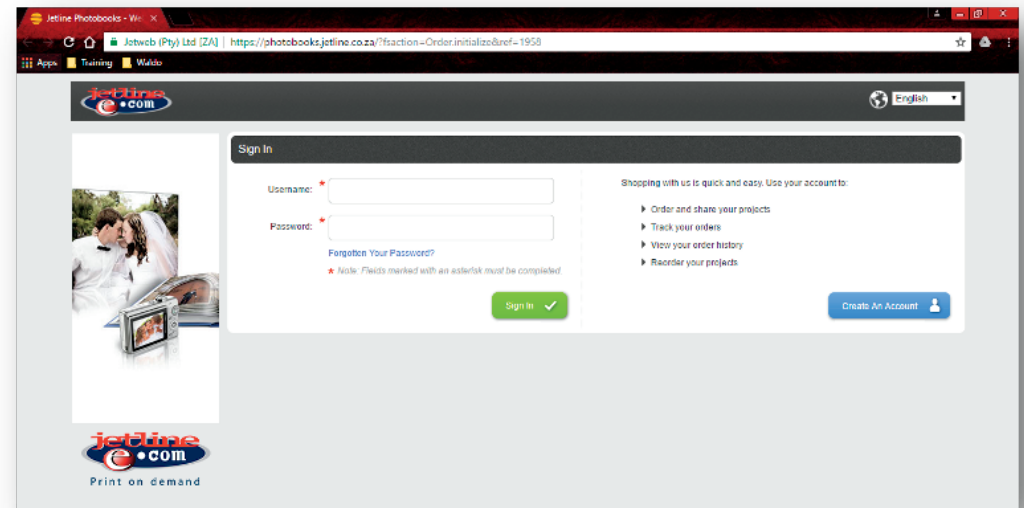 Jetline Photobooks - We
Jetweb (Pty) Ltd [ZA] | https://photobooks.jetline.co.za/?fsaction=Order.initialize&ref=1958
Apps Training Waldo
jetline
e.com
English
Sign In
Username: *
Password: *
Forgotten Your Password?
* Note: Fields marked with an asterisk must be completed.
Sign In
Shopping with us is quick and easy. Use your account to:
Order and share your projects
Track your orders
View your order history
Reorder your projects
Create An Account
jetline
e.com
Print on demand